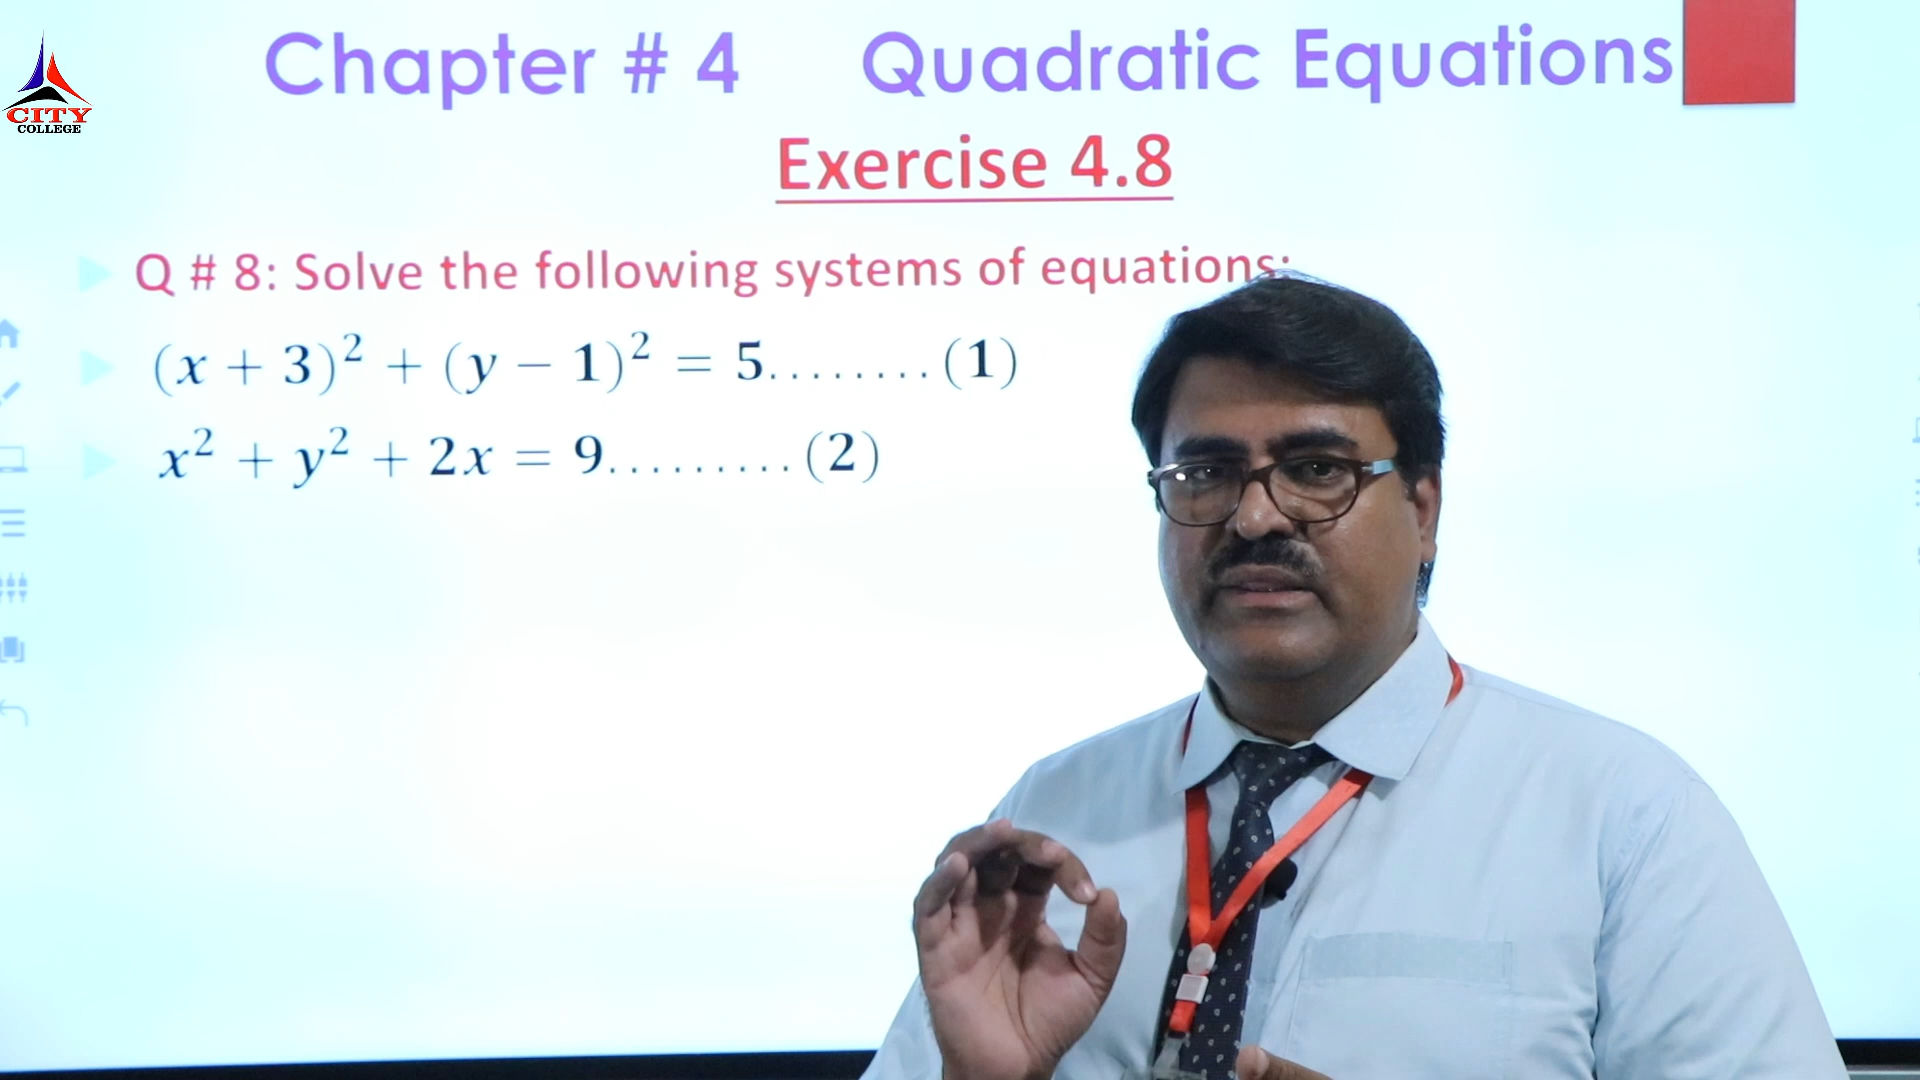 CITY
COLLEGE
Chapter # 4 Quadratic Equations
Exercise 4.8
Q # 8: Solve the following systems of equations:
(x + 3)² + (y − 1)² = 5........(1)
x² + y² + 2x = 9.........(2)